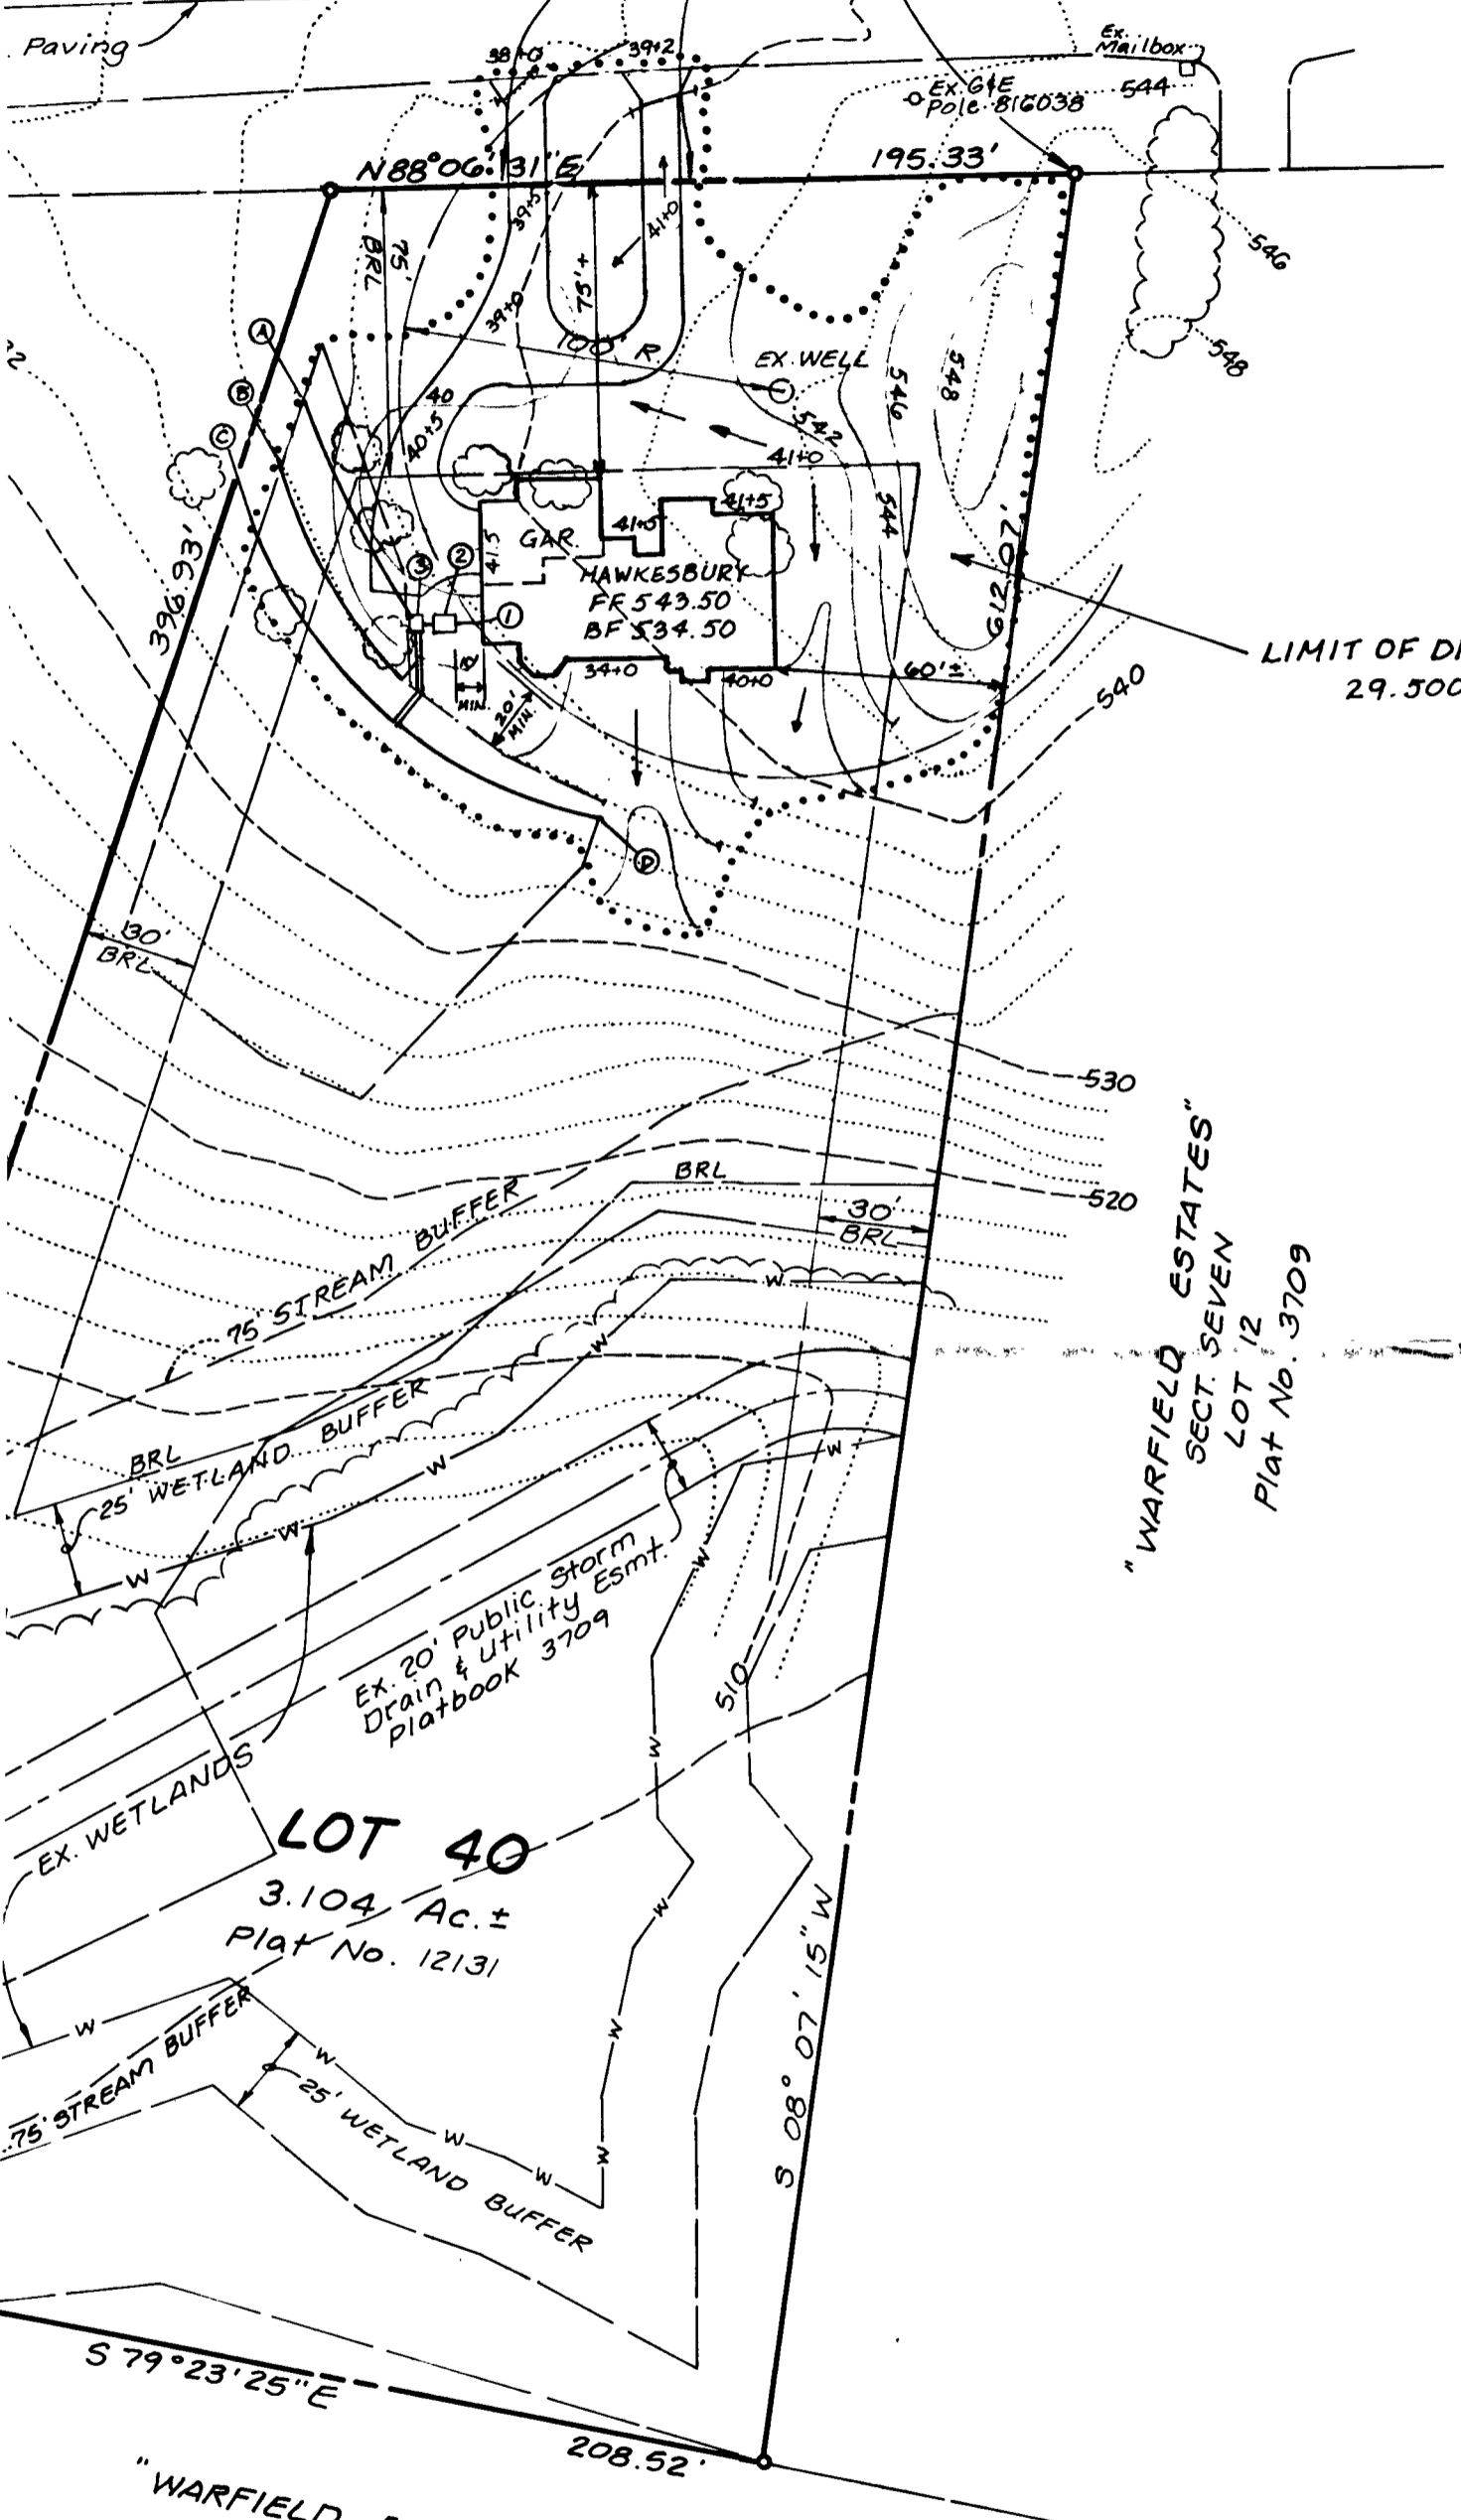 Paving
38+0
39+2
Ex.
Mailbox
Ex. G&E
Pole 816038
544
N88°06'31"E
195.33'
39+5
41+0
75'
BRL
75'±
546
39+0
100' R.
A
EX. WELL
548
546
548
B
40
C
40+5
542
41+0
544
41+5
41+5
41.5
GAR.
396.93'
3
2
HAWKESBURY
612.07'
FF 543.50
1
BF 534.50
LIMIT OF DI
29.500
34+0
40+0
60'±
540
MIN.
20'
MIN.
D
30'
BRL
530
BRL
520
30'
BRL
75' STREAM BUFFER
W
W
"WARFIELD ESTATES"
SECT. SEVEN
LOT 12
Plat No. 3709
BRL
25' WETLAND BUFFER
W
W
W
W
W
Ex. 20' Public Storm
Drain & Utility Esmt.
Platbook 3709
510
W
EX. WETLANDS
LOT 40
3.104 Ac.±
Plat No. 12131
W
W
S 08° 07' 15" W
75' STREAM BUFFER
W
W
25' WETLAND BUFFER
W
W
W
S 79°23'25"E
208.52'
"WARFIELD